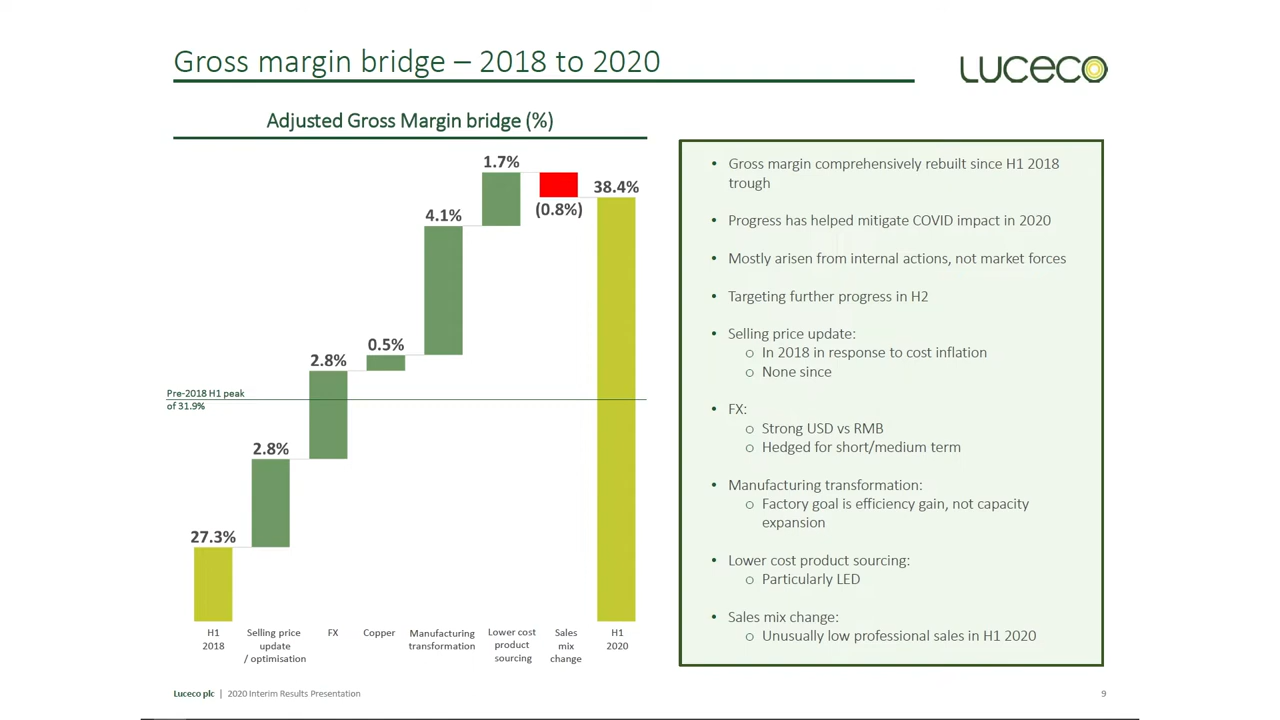 Gross margin bridge – 2018 to 2020
LUCECO
Adjusted Gross Margin bridge (%)
1.7%
38.4%
(0.8%)
4.1%
0.5%
2.8%
Pre-2018 H1 peak
of 31.9%
2.8%
27.3%
H1
2018
Selling price
update
/ optimisation
FX
Copper
Manufacturing
transformation
Lower cost
product
sourcing
Sales
mix
change
H1
2020
• Gross margin comprehensively rebuilt since H1 2018
trough
• Progress has helped mitigate COVID impact in 2020
• Mostly arisen from internal actions, not market forces
• Targeting further progress in H2
• Selling price update:
o In 2018 in response to cost inflation
o None since
• FX:
o Strong USD vs RMB
o Hedged for short/medium term
• Manufacturing transformation:
o Factory goal is efficiency gain, not capacity
expansion
• Lower cost product sourcing:
o Particularly LED
• Sales mix change:
o Unusually low professional sales in H1 2020
Luceco plc | 2020 Interim Results Presentation
9